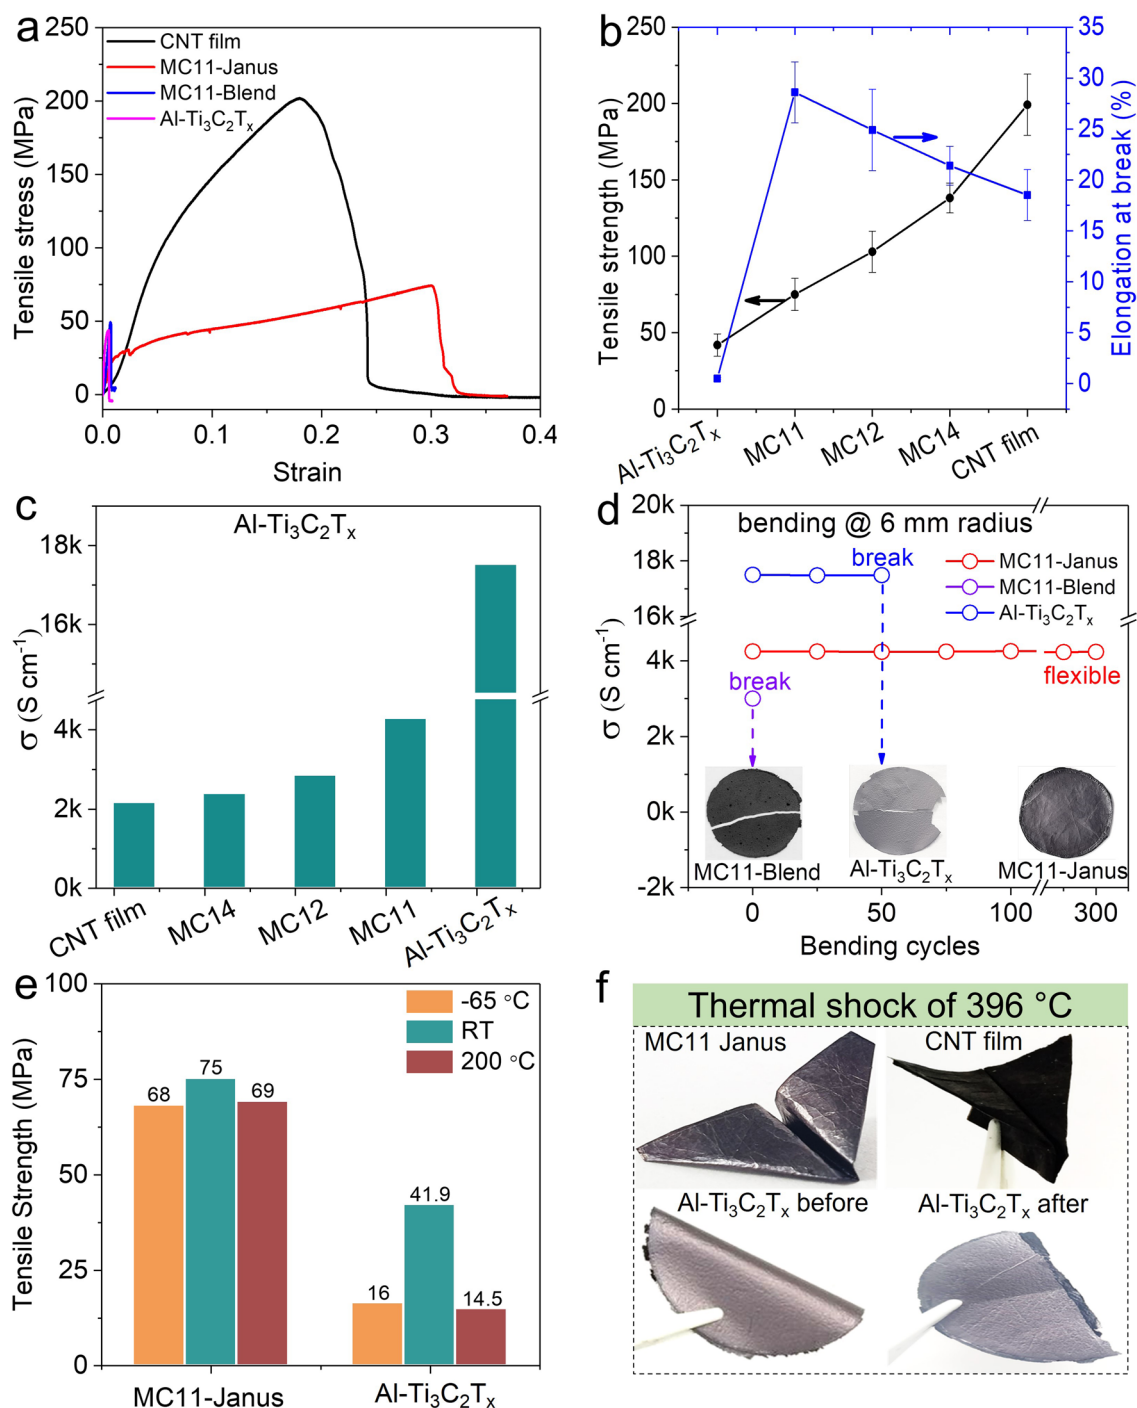 a
250
200
150
100
50
0
Tensile stress (MPa)
CNT film
MC11-Janus
MC11-Blend
Al-Ti₃C₂Tₓ
0.0 0.1 0.2 0.3 0.4
Strain
b
250
200
150
100
50
0
Tensile strength (MPa)
35
30
25
20
15
10
5
0
Elongation at break (%)
Al-Ti₃C₂Tₓ MC11 MC12 MC14 CNT film
c
Al-Ti₃C₂Tₓ
18k
16k
4k
2k
0k
σ (S cm⁻¹)
CNT film MC14 MC12 MC11 Al-Ti₃C₂Tₓ
d
20k
18k
16k
4k
2k
0k
-2k
σ (S cm⁻¹)
bending @ 6 mm radius
break
MC11-Janus
MC11-Blend
Al-Ti₃C₂Tₓ
break
flexible
MC11-Blend Al-Ti₃C₂Tₓ MC11-Janus
0 50 100 300
Bending cycles
e
100
75
50
25
0
Tensile Strength (MPa)
-65 °C
RT
200 °C
68 75 69
16 41.9 14.5
MC11-Janus Al-Ti₃C₂Tₓ
f
Thermal shock of 396 °C
MC11 Janus CNT film
Al-Ti₃C₂Tₓ before Al-Ti₃C₂Tₓ after